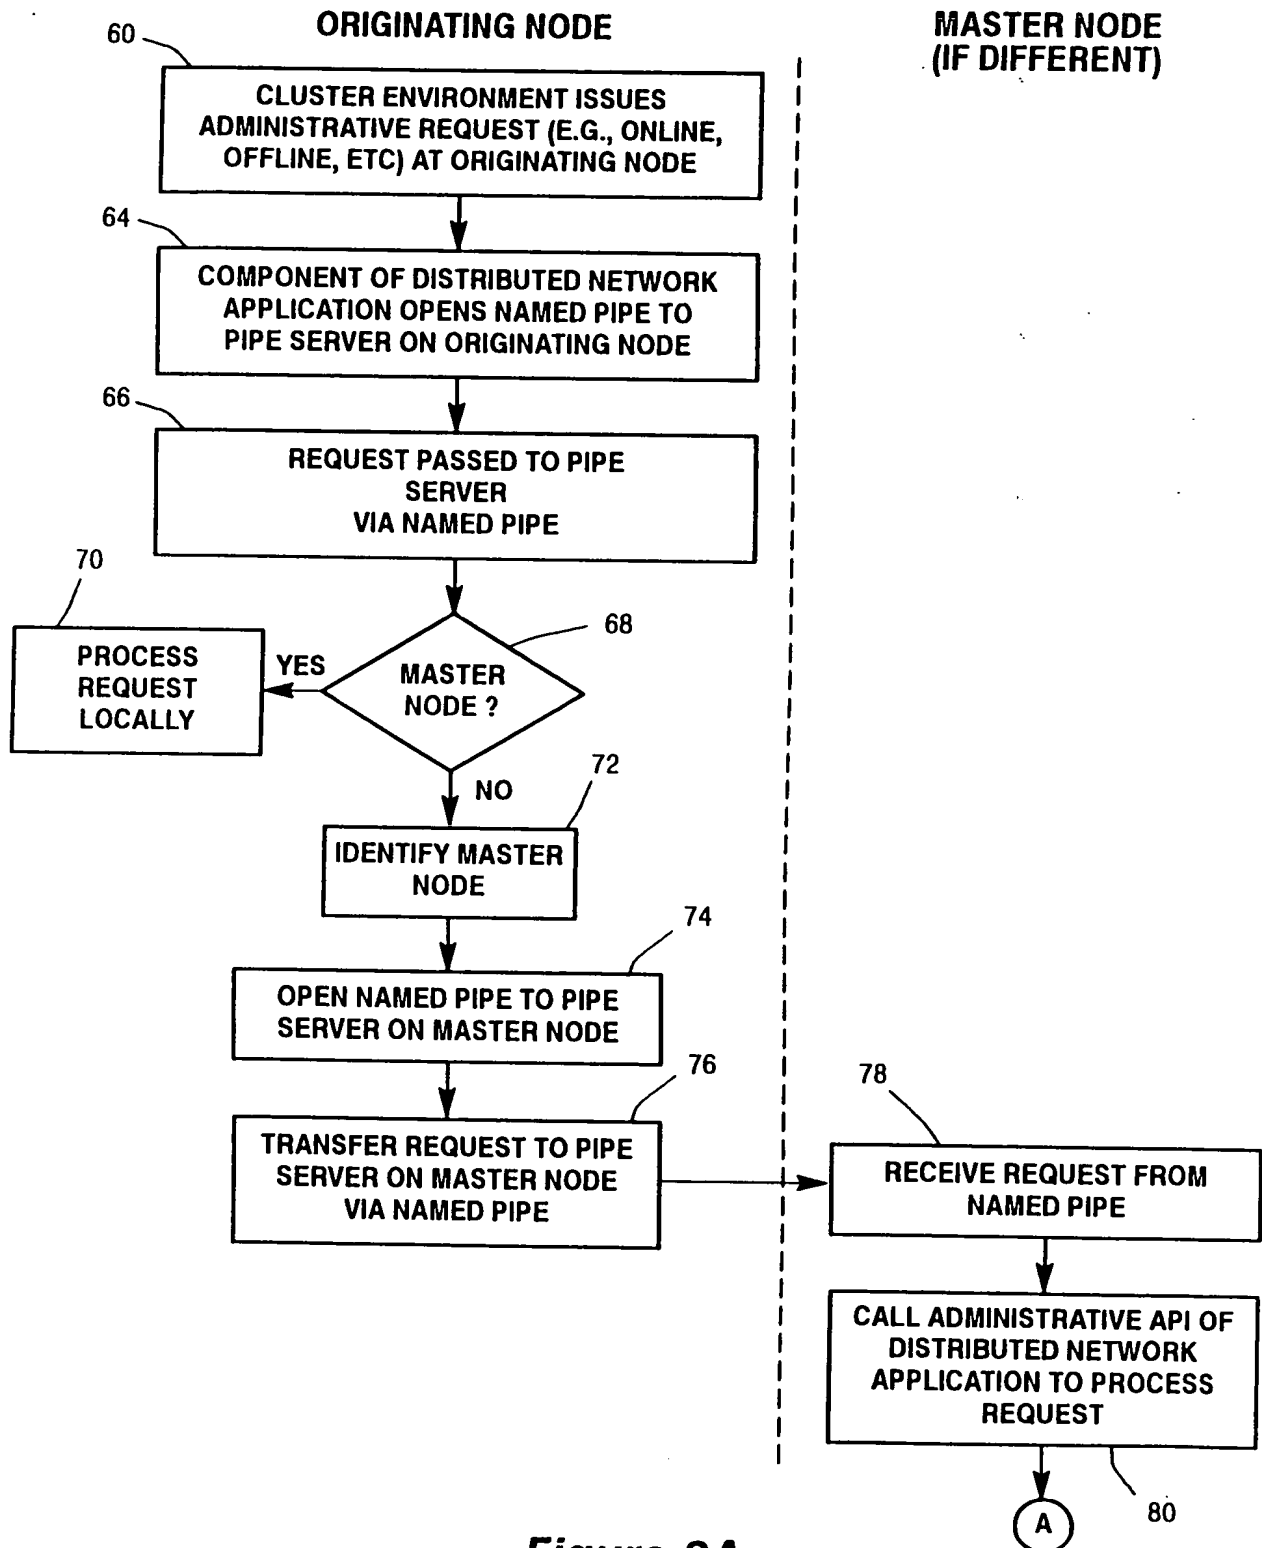 ORIGINATING NODE
MASTER NODE
(IF DIFFERENT)
60
CLUSTER ENVIRONMENT ISSUES
ADMINISTRATIVE REQUEST (E.G., ONLINE,
OFFLINE, ETC) AT ORIGINATING NODE
64
COMPONENT OF DISTRIBUTED NETWORK
APPLICATION OPENS NAMED PIPE TO
PIPE SERVER ON ORIGINATING NODE
66
REQUEST PASSED TO PIPE
SERVER
VIA NAMED PIPE
70
PROCESS
REQUEST
LOCALLY
YES
68
MASTER
NODE ?
NO
72
IDENTIFY MASTER
NODE
74
OPEN NAMED PIPE TO PIPE
SERVER ON MASTER NODE
76
TRANSFER REQUEST TO PIPE
SERVER ON MASTER NODE
VIA NAMED PIPE
78
RECEIVE REQUEST FROM
NAMED PIPE
CALL ADMINISTRATIVE API OF
DISTRIBUTED NETWORK
APPLICATION TO PROCESS
REQUEST
80
A